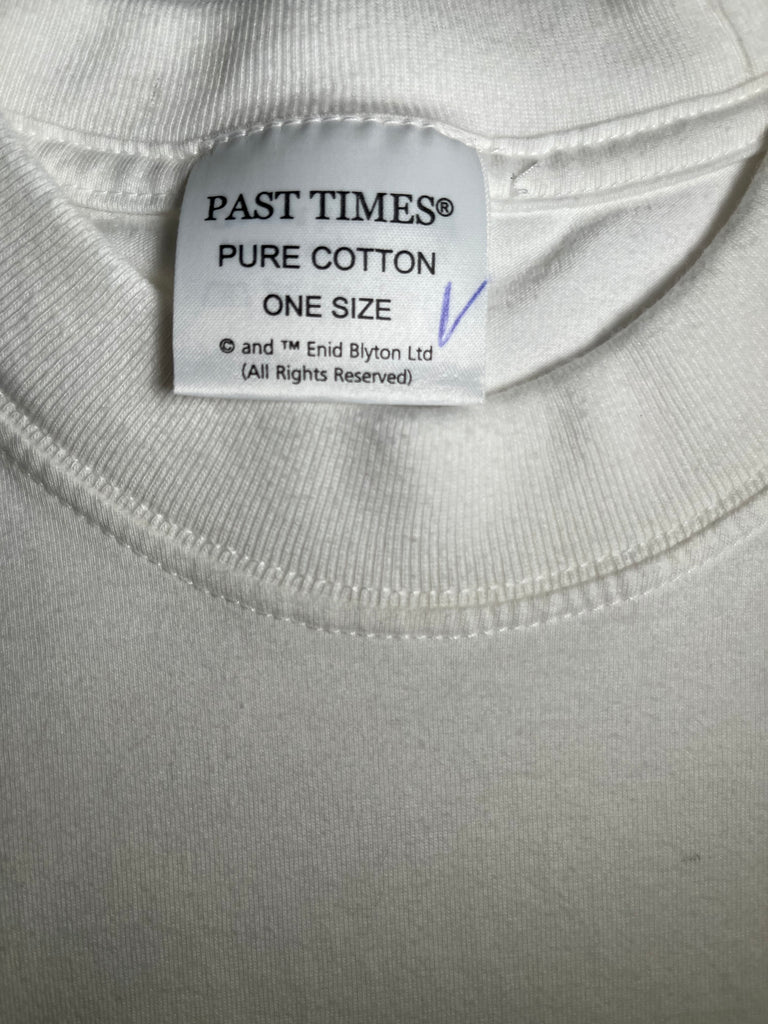 PAST TIMES®
PURE COTTON
ONE SIZE
© and ™ Enid Blyton Ltd
(All Rights Reserved)